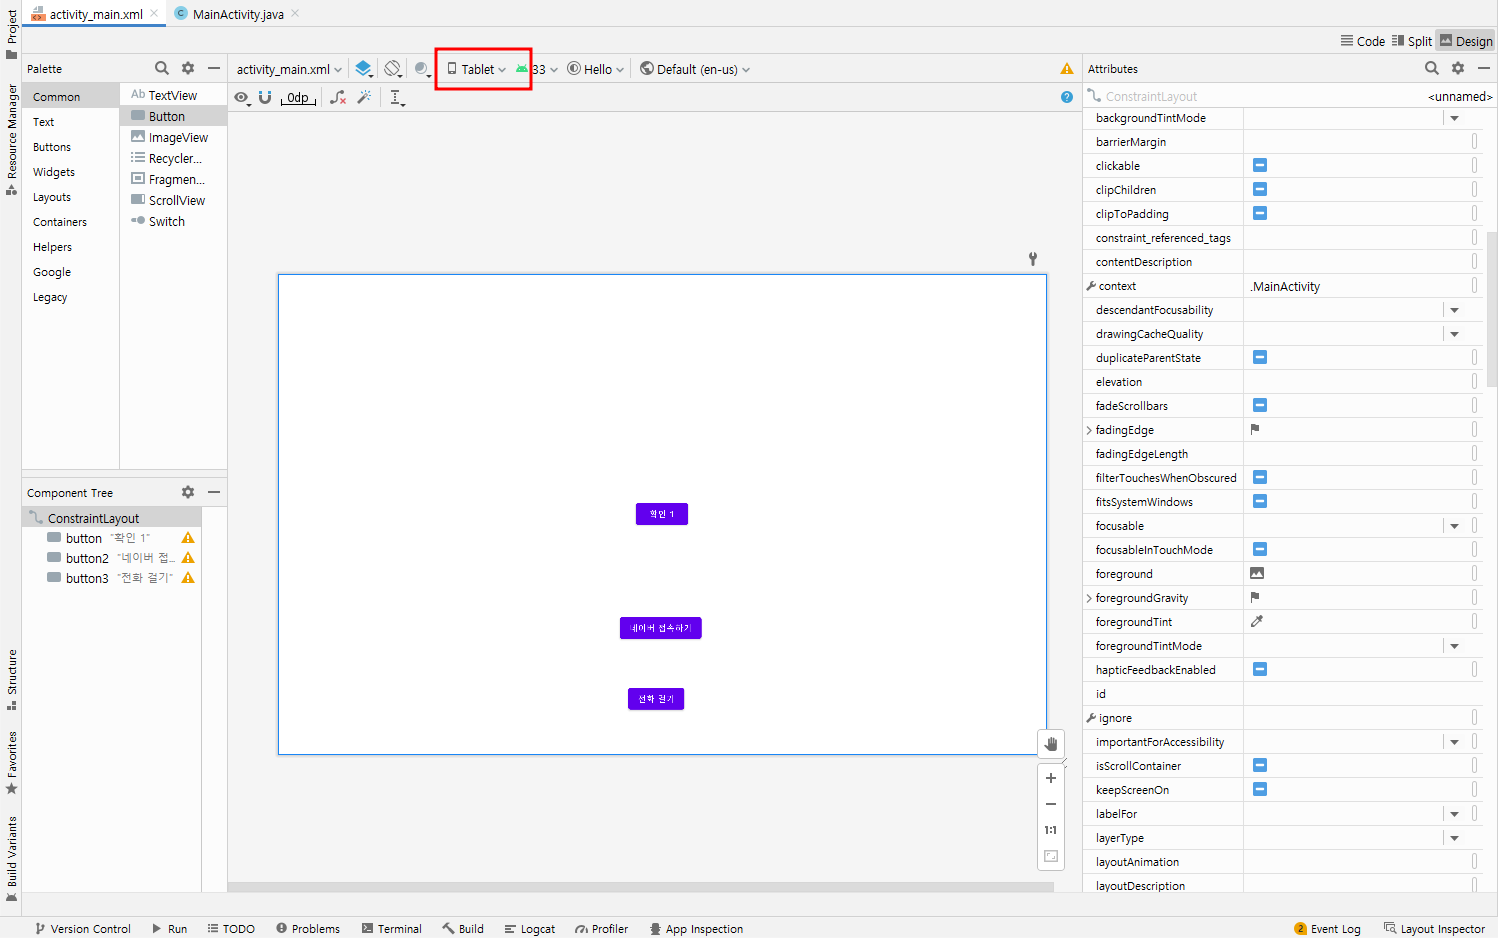 activity_main.xml
MainActivity.java
Code
Split
Design
Project
Resource Manager
Structure
Favorites
Build Variants
Palette
Common
Text
Buttons
Widgets
Layouts
Containers
Helpers
Google
Legacy
Ab TextView
Button
ImageView
Recycler...
Fragmen...
ScrollView
Switch
Component Tree
ConstraintLayout
button "확인 1"
button2 "네이버 접...
button3 "전화 걸기"
activity_main.xml
Tablet
33
Hello
Default (en-us)
0dp
확인 1
네이버 접속하기
전화 걸기
1:1
Attributes
ConstraintLayout
<unnamed>
backgroundTintMode
barrierMargin
clickable
clipChildren
clipToPadding
constraint_referenced_tags
contentDescription
context .MainActivity
descendantFocusability
drawingCacheQuality
duplicateParentState
elevation
fadeScrollbars
fadingEdge
fadingEdgeLength
filterTouchesWhenObscured
fitsSystemWindows
focusable
focusableInTouchMode
foreground
foregroundGravity
foregroundTint
foregroundTintMode
hapticFeedbackEnabled
id
ignore
importantForAccessibility
isScrollContainer
keepScreenOn
labelFor
layerType
layoutAnimation
layoutDescription
Version Control
Run
TODO
Problems
Terminal
Build
Logcat
Profiler
App Inspection
2 Event Log
Layout Inspector